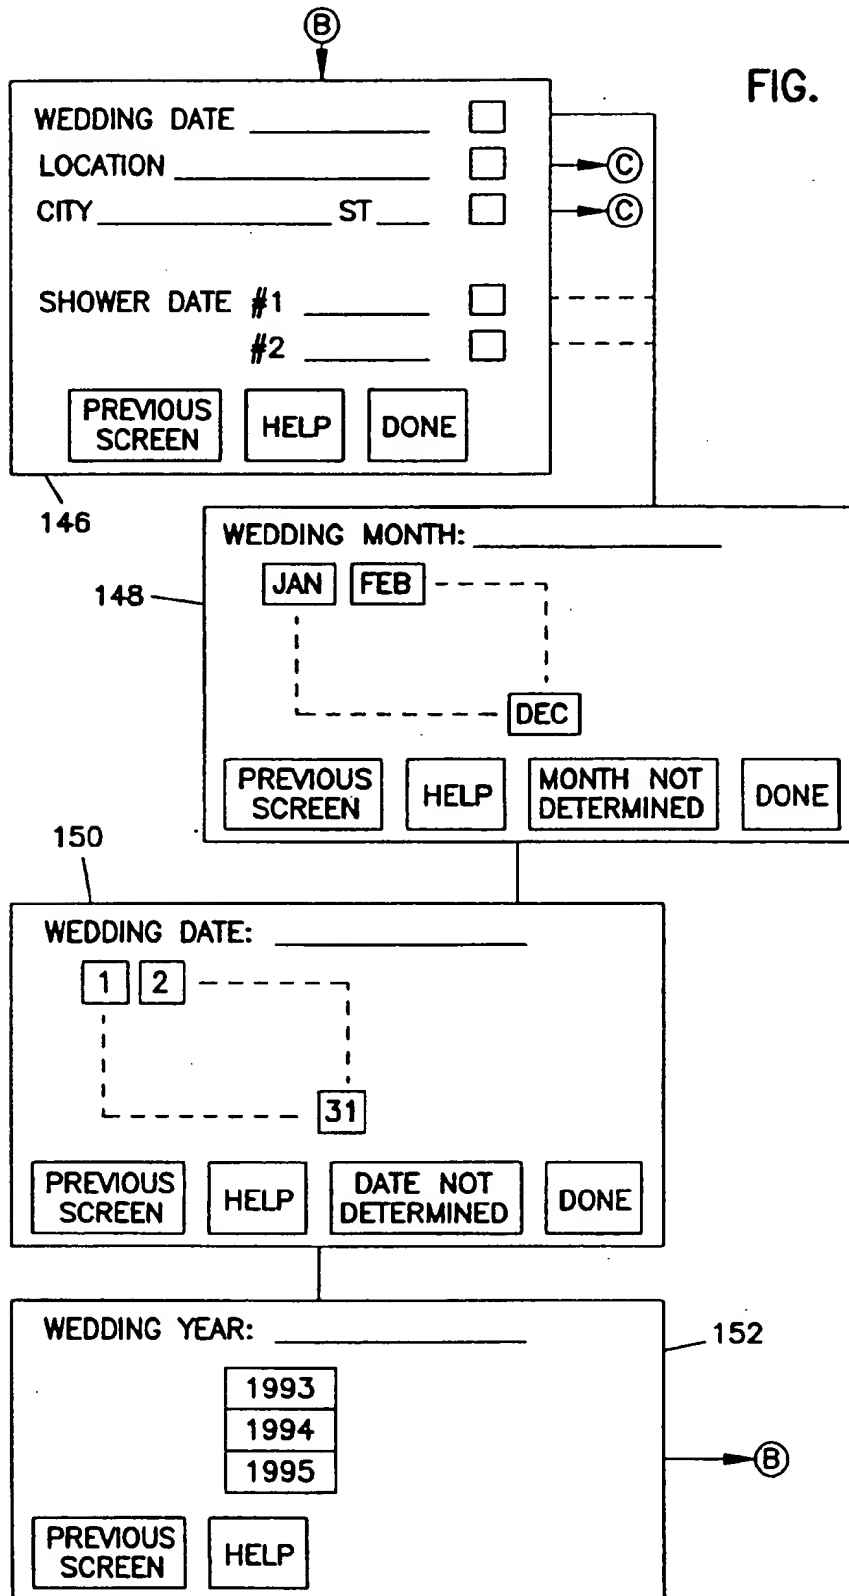 B
FIG.
WEDDING DATE
LOCATION
C
CITY ST
C
SHOWER DATE #1
#2
PREVIOUS
SCREEN
HELP
DONE
146
WEDDING MONTH:
148
JAN FEB
DEC
PREVIOUS
SCREEN
HELP
MONTH NOT
DETERMINED
DONE
150
WEDDING DATE:
1 2
31
PREVIOUS
SCREEN
HELP
DATE NOT
DETERMINED
DONE
WEDDING YEAR:
152
1993
1994
1995
B
PREVIOUS
SCREEN
HELP